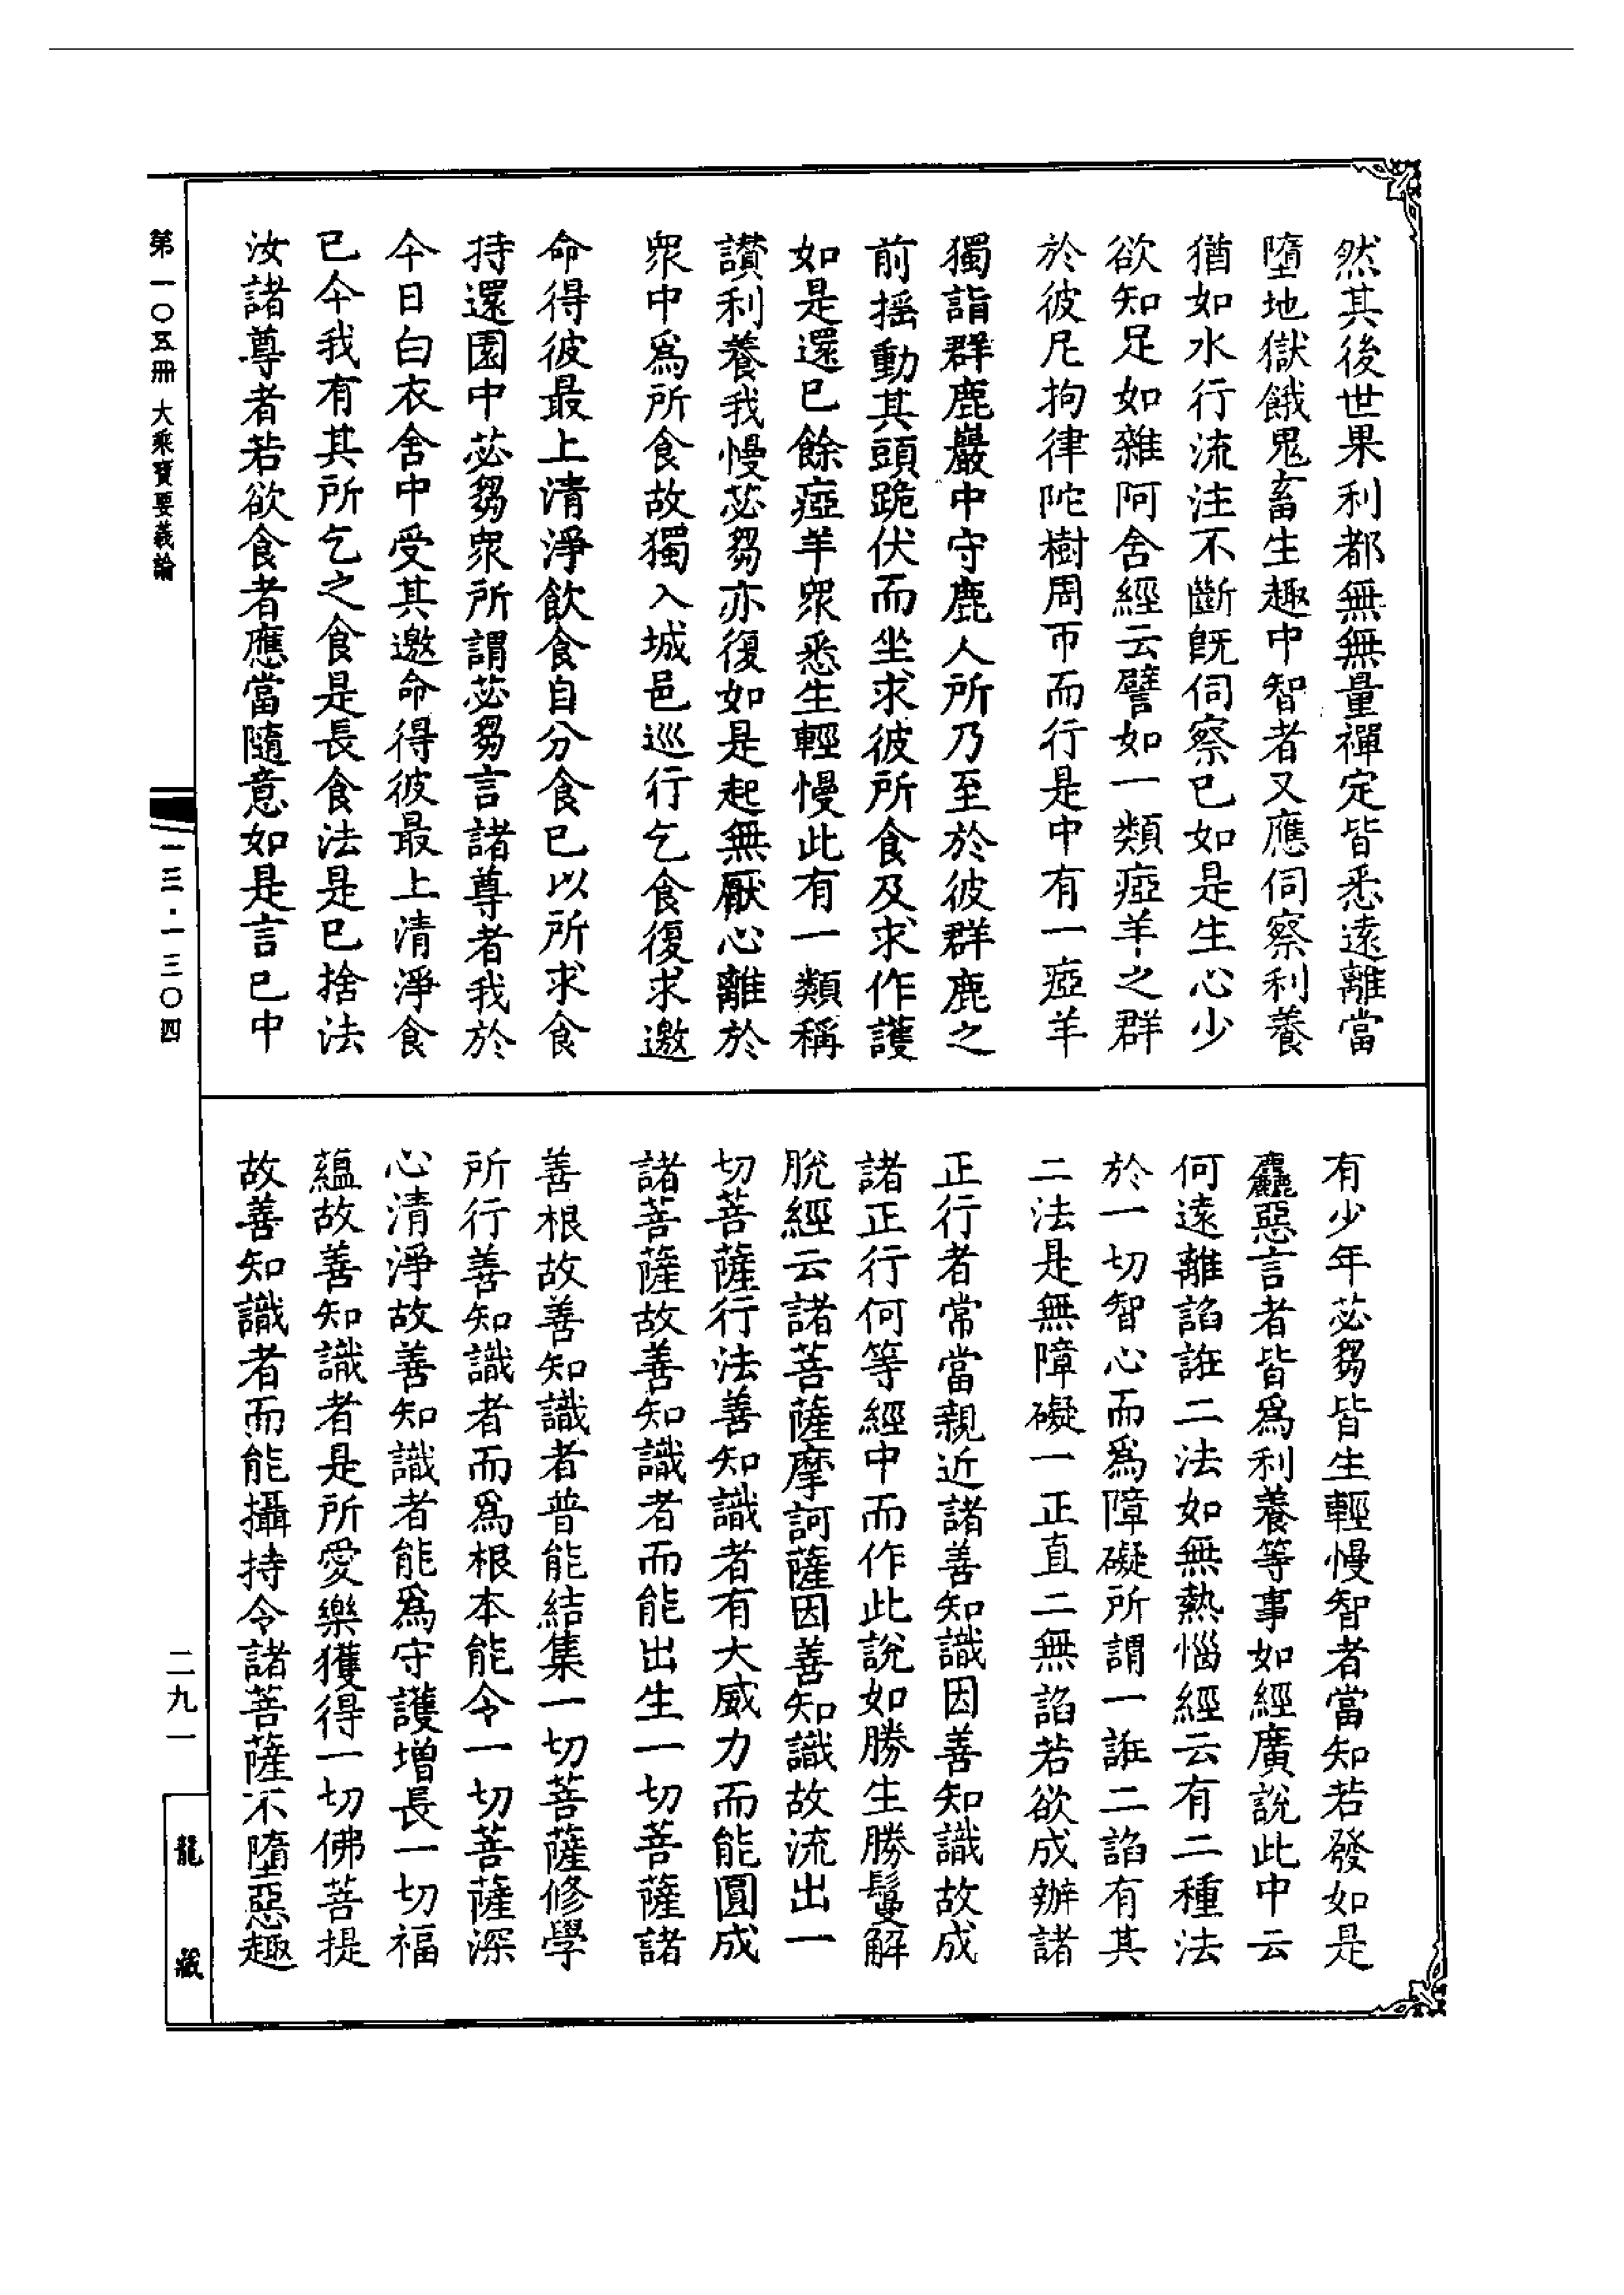 然其後世果利都無無量禪定皆悉遠離當
墮地獄餓鬼畜生趣中智者又應伺察利養
猶如水行流注不斷旣伺察已如是生心少
欲知足如雜阿含經云譬如一類瘂羊之群
於彼尼拘律陀樹周帀而行是中有一瘂羊
獨詣群鹿巖中守鹿人所乃至於彼群鹿之
前搖動其頭跪伏而坐求彼所食及求作護
如是還已餘瘂羊眾悉生輕慢此有一類稱
讚利養我慢苾芻亦復如是起無厭心離於
眾中爲所食故獨入城邑巡行乞食復求邀
命得彼最上清淨飲食自分食已以所求食
持還園中苾芻眾所謂苾芻言諸尊者我於
今日白衣舍中受其邀命得彼最上清淨食
已今我有其所乞之食是長食法是已捨法
汝諸尊者若欲食者應當隨意如是言已中
有少年苾芻皆生輕慢智者當知若發如是
麤惡言者皆爲利養等事如經廣說此中云
何遠離諂誑二法如無熱惱經云有二種法
於一切智心而爲障礙所謂一誑二諂有其
二法是無障礙一正直二無諂若欲成辦諸
正行者常當親近諸善知識因善知識故成
諸正行何等經中而作此說如勝生勝鬘解
脫經云諸菩薩摩訶薩因善知識故流出一
切菩薩行法善知識者有大威力而能圓成
諸菩薩故善知識者而能出生一切菩薩諸
善根故善知識者普能結集一切菩薩修學
所行善知識者而爲根本能令一切菩薩深
心清淨故善知識者能爲守護增長一切福
蘊故善知識者是所愛樂獲得一切佛菩提
故善知識者而能攝持令諸菩薩不墮惡趣
第一〇五冊 大乘寶要義論
一三·一三〇四
二九一
龍藏